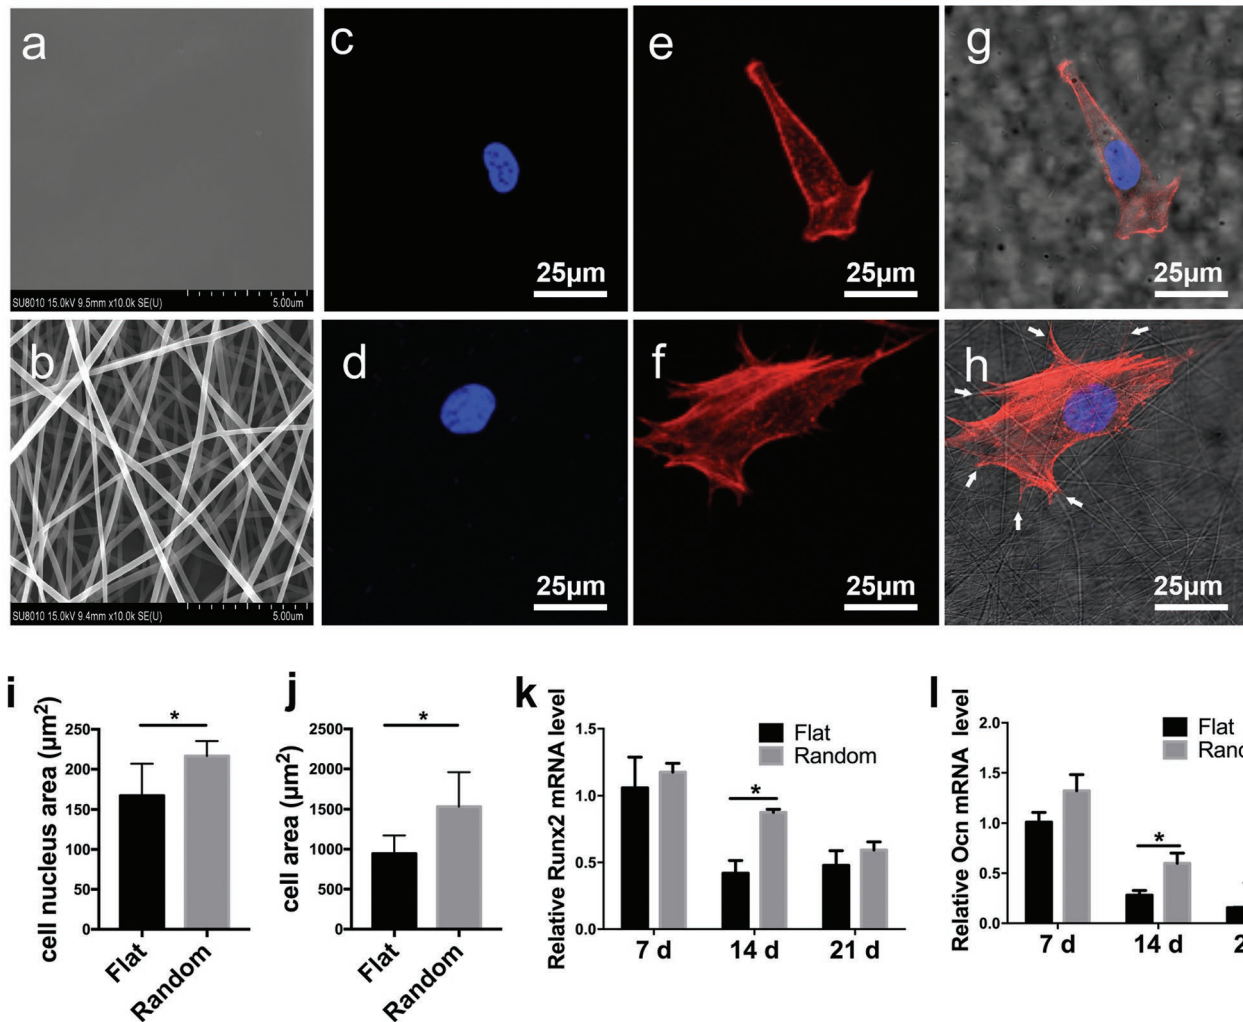 a
c
e
g
25µm
25µm
25µm
SU8010 15.0kV 9.5mm x10.0k SE(U)
5.00um
b
d
f
h
25µm
25µm
25µm
SU8010 15.0kV 9.4mm x10.0k SE(U)
5.00um
i
cell nucleus area (µm²)
250
200
150
100
50
0
*
Flat
Random
j
cell area (µm²)
2500
2000
1500
1000
500
0
*
Flat
Random
k
Relative Runx2 mRNA level
1.5
1.0
0.5
0.0
Flat
Random
*
7 d
14 d
21 d
l
Relative Ocn mRNA level
2.0
1.5
1.0
0.5
0.0
Flat
*
7 d
14 d